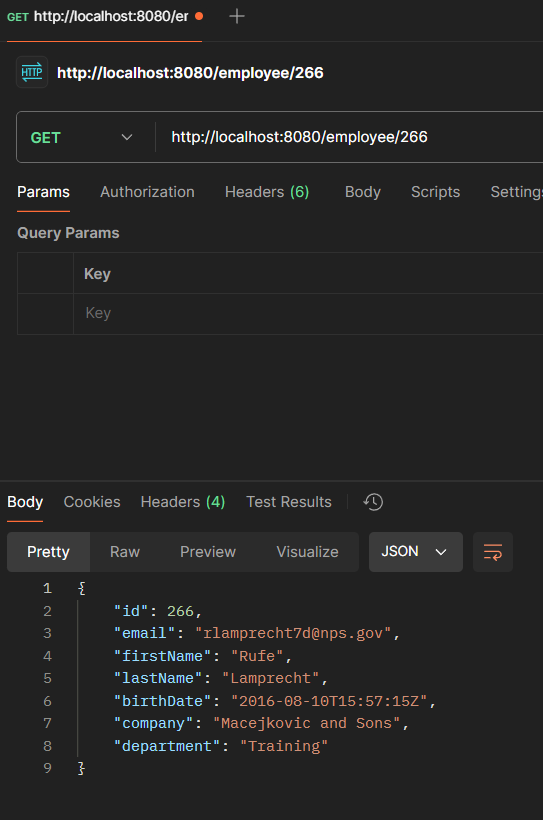 GET http://localhost:8080/er
HTTP http://localhost:8080/employee/266
GET http://localhost:8080/employee/266
Params Authorization Headers (6) Body Scripts Settings
Query Params
Key
Key
Body Cookies Headers (4) Test Results
Pretty Raw Preview Visualize JSON
1 {
2 "id": 266,
3 "email": "rlamprecht7d@nps.gov",
4 "firstName": "Rufe",
5 "lastName": "Lamprecht",
6 "birthDate": "2016-08-10T15:57:15Z",
7 "company": "Macejkovic and Sons",
8 "department": "Training"
9 }